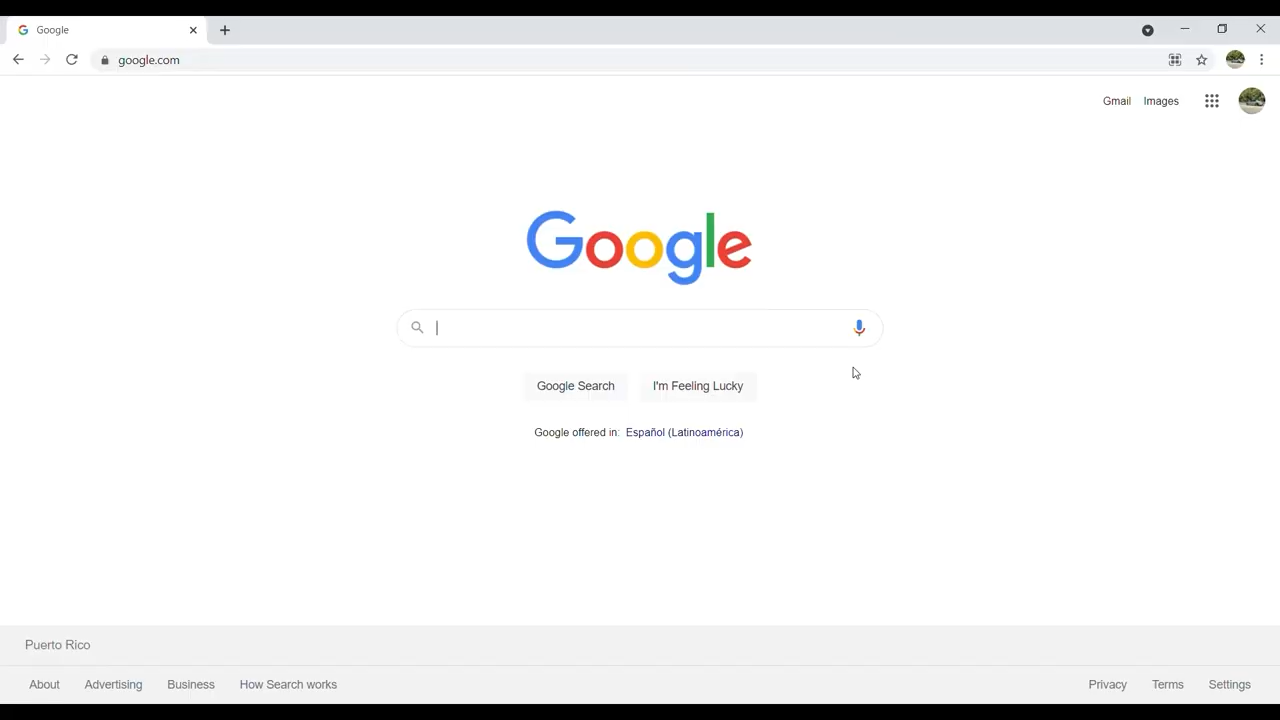 Google
google.com
Gmail Images
Google
Google Search I'm Feeling Lucky
Google offered in: Español (Latinoamérica)
Puerto Rico
About Advertising Business How Search works Privacy Terms Settings